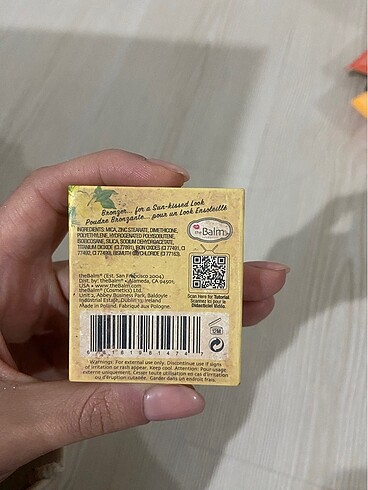 Bronzer... for a Sun-kissed Look
Poudre Bronzante... pour un Look Ensoleillé
INGREDIENTS: MICA, ZINC STEARATE, DIMETHICONE,
POLYETHYLENE, HYDROGENATED POLYISOBUTENE,
ISODECANE, SILICA, SODIUM DEHYDROACETATE,
TITANIUM DIOXIDE (CI 77891), IRON OXIDES (CI 77491, CI
77492, CI 77499), BISMUTH OXYCHLORIDE (CI 77163).
theBalm®
Scan Here for Tutorial
Scannez ici pour le
Didacticiel Vidéo
theBalm® (Est. San Francisco 2004)
Dist. by: theBalm® • Alameda, CA 94501,
USA • www.theBalm.com
theBalm® (Cosmetics) Ltd.
Unit 2, Abbey Business Park, Baldoyle
Industrial Estate, Dublin 13, Ireland
Made in Poland. Fabriqué aux Pologne.
Warnings: For external use only. Discontinue use if signs
of irritation or rash appear. Keep cool. Attention: Pour usage
externe uniquement. Cesser toute utilisation en cas d'irritation
ou d'éruption cutanée. Garder dans un endroit frais.